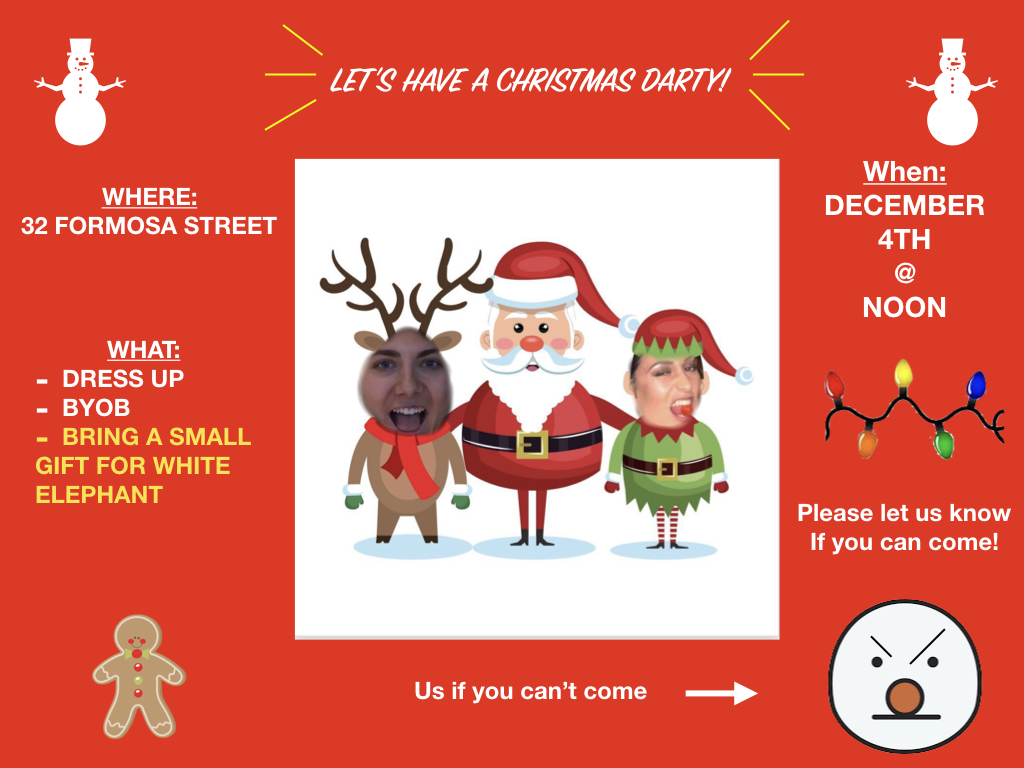 LET'S HAVE A CHRISTMAS DARTY!
WHERE:
32 FORMOSA STREET
WHAT:
- DRESS UP
- BYOB
- BRING A SMALL
GIFT FOR WHITE
ELEPHANT
When:
DECEMBER
4TH
@
NOON
Please let us know
If you can come!
Us if you can’t come